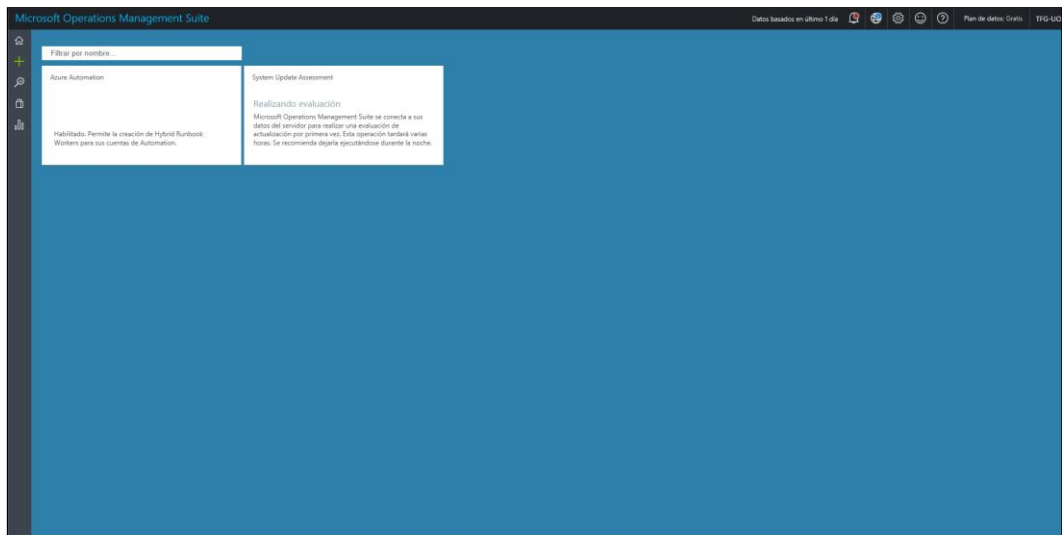 Microsoft Operations Management Suite
Datos basados en último 1 día
Plan de datos: Gratis
TFG-UO
Filtrar por nombre...
Azure Automation
Habilitado. Permite la creación de Hybrid Runbook
Workers para sus cuentas de Automation.
System Update Assessment
Realizando evaluación
Microsoft Operations Management Suite se conecta a sus
datos del servidor para realizar una evaluación de
actualización por primera vez. Esta operación tardará varias
horas. Se recomienda dejarla ejecutándose durante la noche.